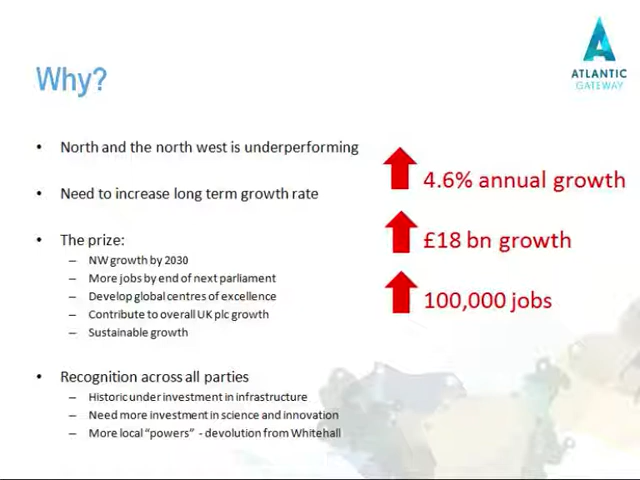 ATLANTIC
GATEWAY
Why?
• North and the north west is underperforming
• Need to increase long term growth rate
• The prize:
– NW growth by 2030
– More jobs by end of next parliament
– Develop global centres of excellence
– Contribute to overall UK plc growth
– Sustainable growth
• Recognition across all parties
– Historic under investment in infrastructure
– Need more investment in science and innovation
– More local “powers” - devolution from Whitehall
4.6% annual growth
£18 bn growth
100,000 jobs